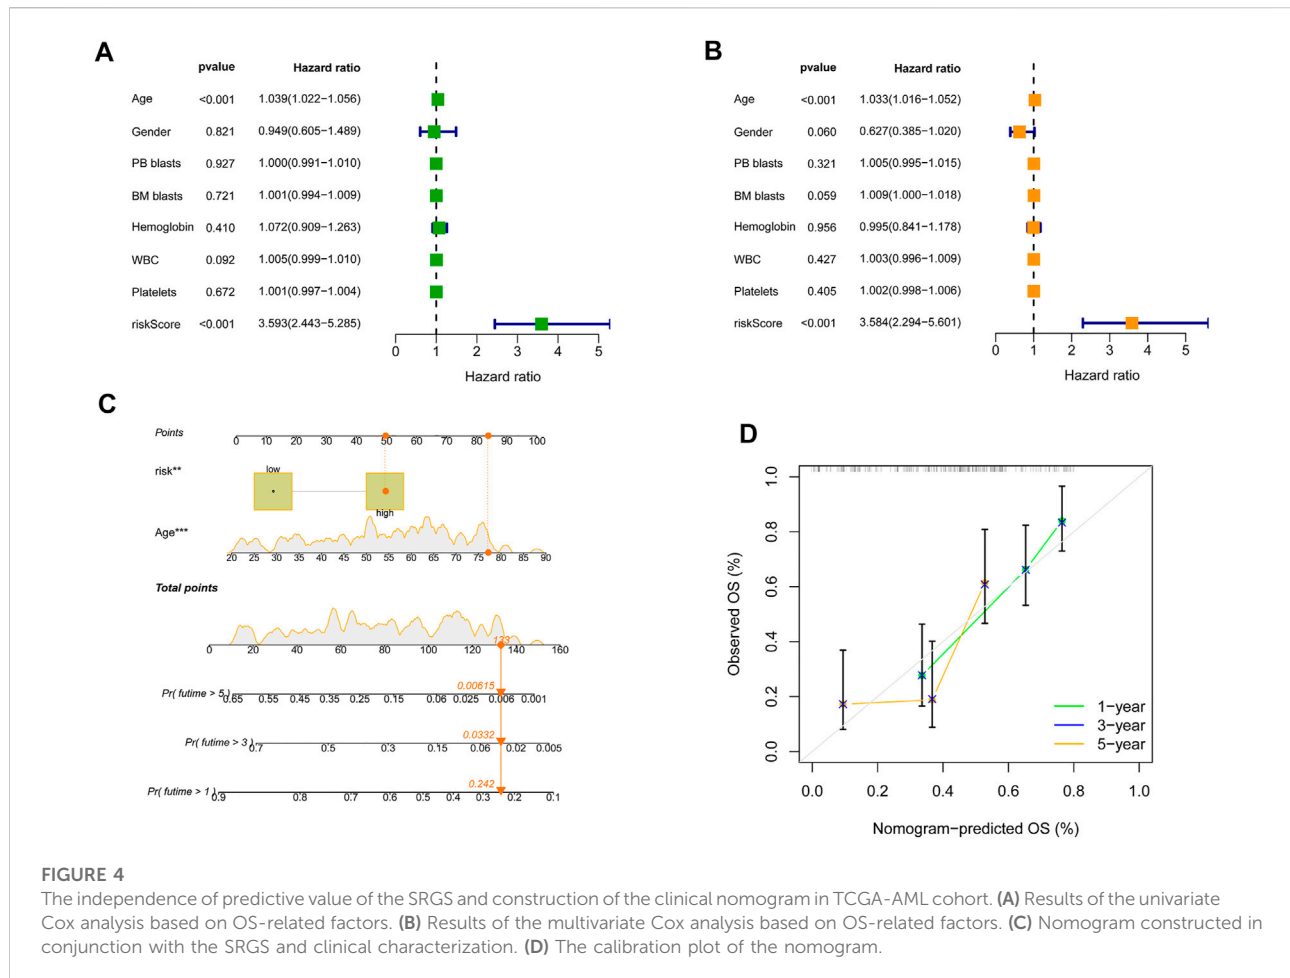 A
pvalue Hazard ratio
Age <0.001 1.039(1.022−1.056)
Gender 0.821 0.949(0.605−1.489)
PB blasts 0.927 1.000(0.991−1.010)
BM blasts 0.721 1.001(0.994−1.009)
Hemoglobin 0.410 1.072(0.909−1.263)
WBC 0.092 1.005(0.999−1.010)
Platelets 0.672 1.001(0.997−1.004)
riskScore <0.001 3.593(2.443−5.285)
0 1 2 3 4 5
Hazard ratio
B
pvalue Hazard ratio
Age <0.001 1.033(1.016−1.052)
Gender 0.060 0.627(0.385−1.020)
PB blasts 0.321 1.005(0.995−1.015)
BM blasts 0.059 1.009(1.000−1.018)
Hemoglobin 0.956 0.995(0.841−1.178)
WBC 0.427 1.003(0.996−1.009)
Platelets 0.405 1.002(0.998−1.006)
riskScore <0.001 3.584(2.294−5.601)
0 1 2 3 4 5
Hazard ratio
C
Points
0 10 20 30 40 50 60 70 80 90 100
low
risk**
high
Age***
20 25 30 35 40 45 50 55 60 65 70 75 80 85 90
Total points
133
0 20 40 60 80 100 120 140 160
0.00615
Pr( futime > 5)
0.65 0.55 0.45 0.35 0.25 0.15 0.06 0.025 0.006 0.001
0.0332
Pr( futime > 3)
0.7 0.5 0.3 0.15 0.06 0.02 0.005
0.242
Pr( futime > 1)
0.9 0.8 0.7 0.6 0.5 0.4 0.3 0.2 0.1
D
Observed OS (%)
1.0
0.8
0.6
0.4
0.2
0.0
1−year
3−year
5−year
0.0 0.2 0.4 0.6 0.8 1.0
Nomogram−predicted OS (%)
FIGURE 4
The independence of predictive value of the SRGS and construction of the clinical nomogram in TCGA-AML cohort. (A) Results of the univariate
Cox analysis based on OS-related factors. (B) Results of the multivariate Cox analysis based on OS-related factors. (C) Nomogram constructed in
conjunction with the SRGS and clinical characterization. (D) The calibration plot of the nomogram.